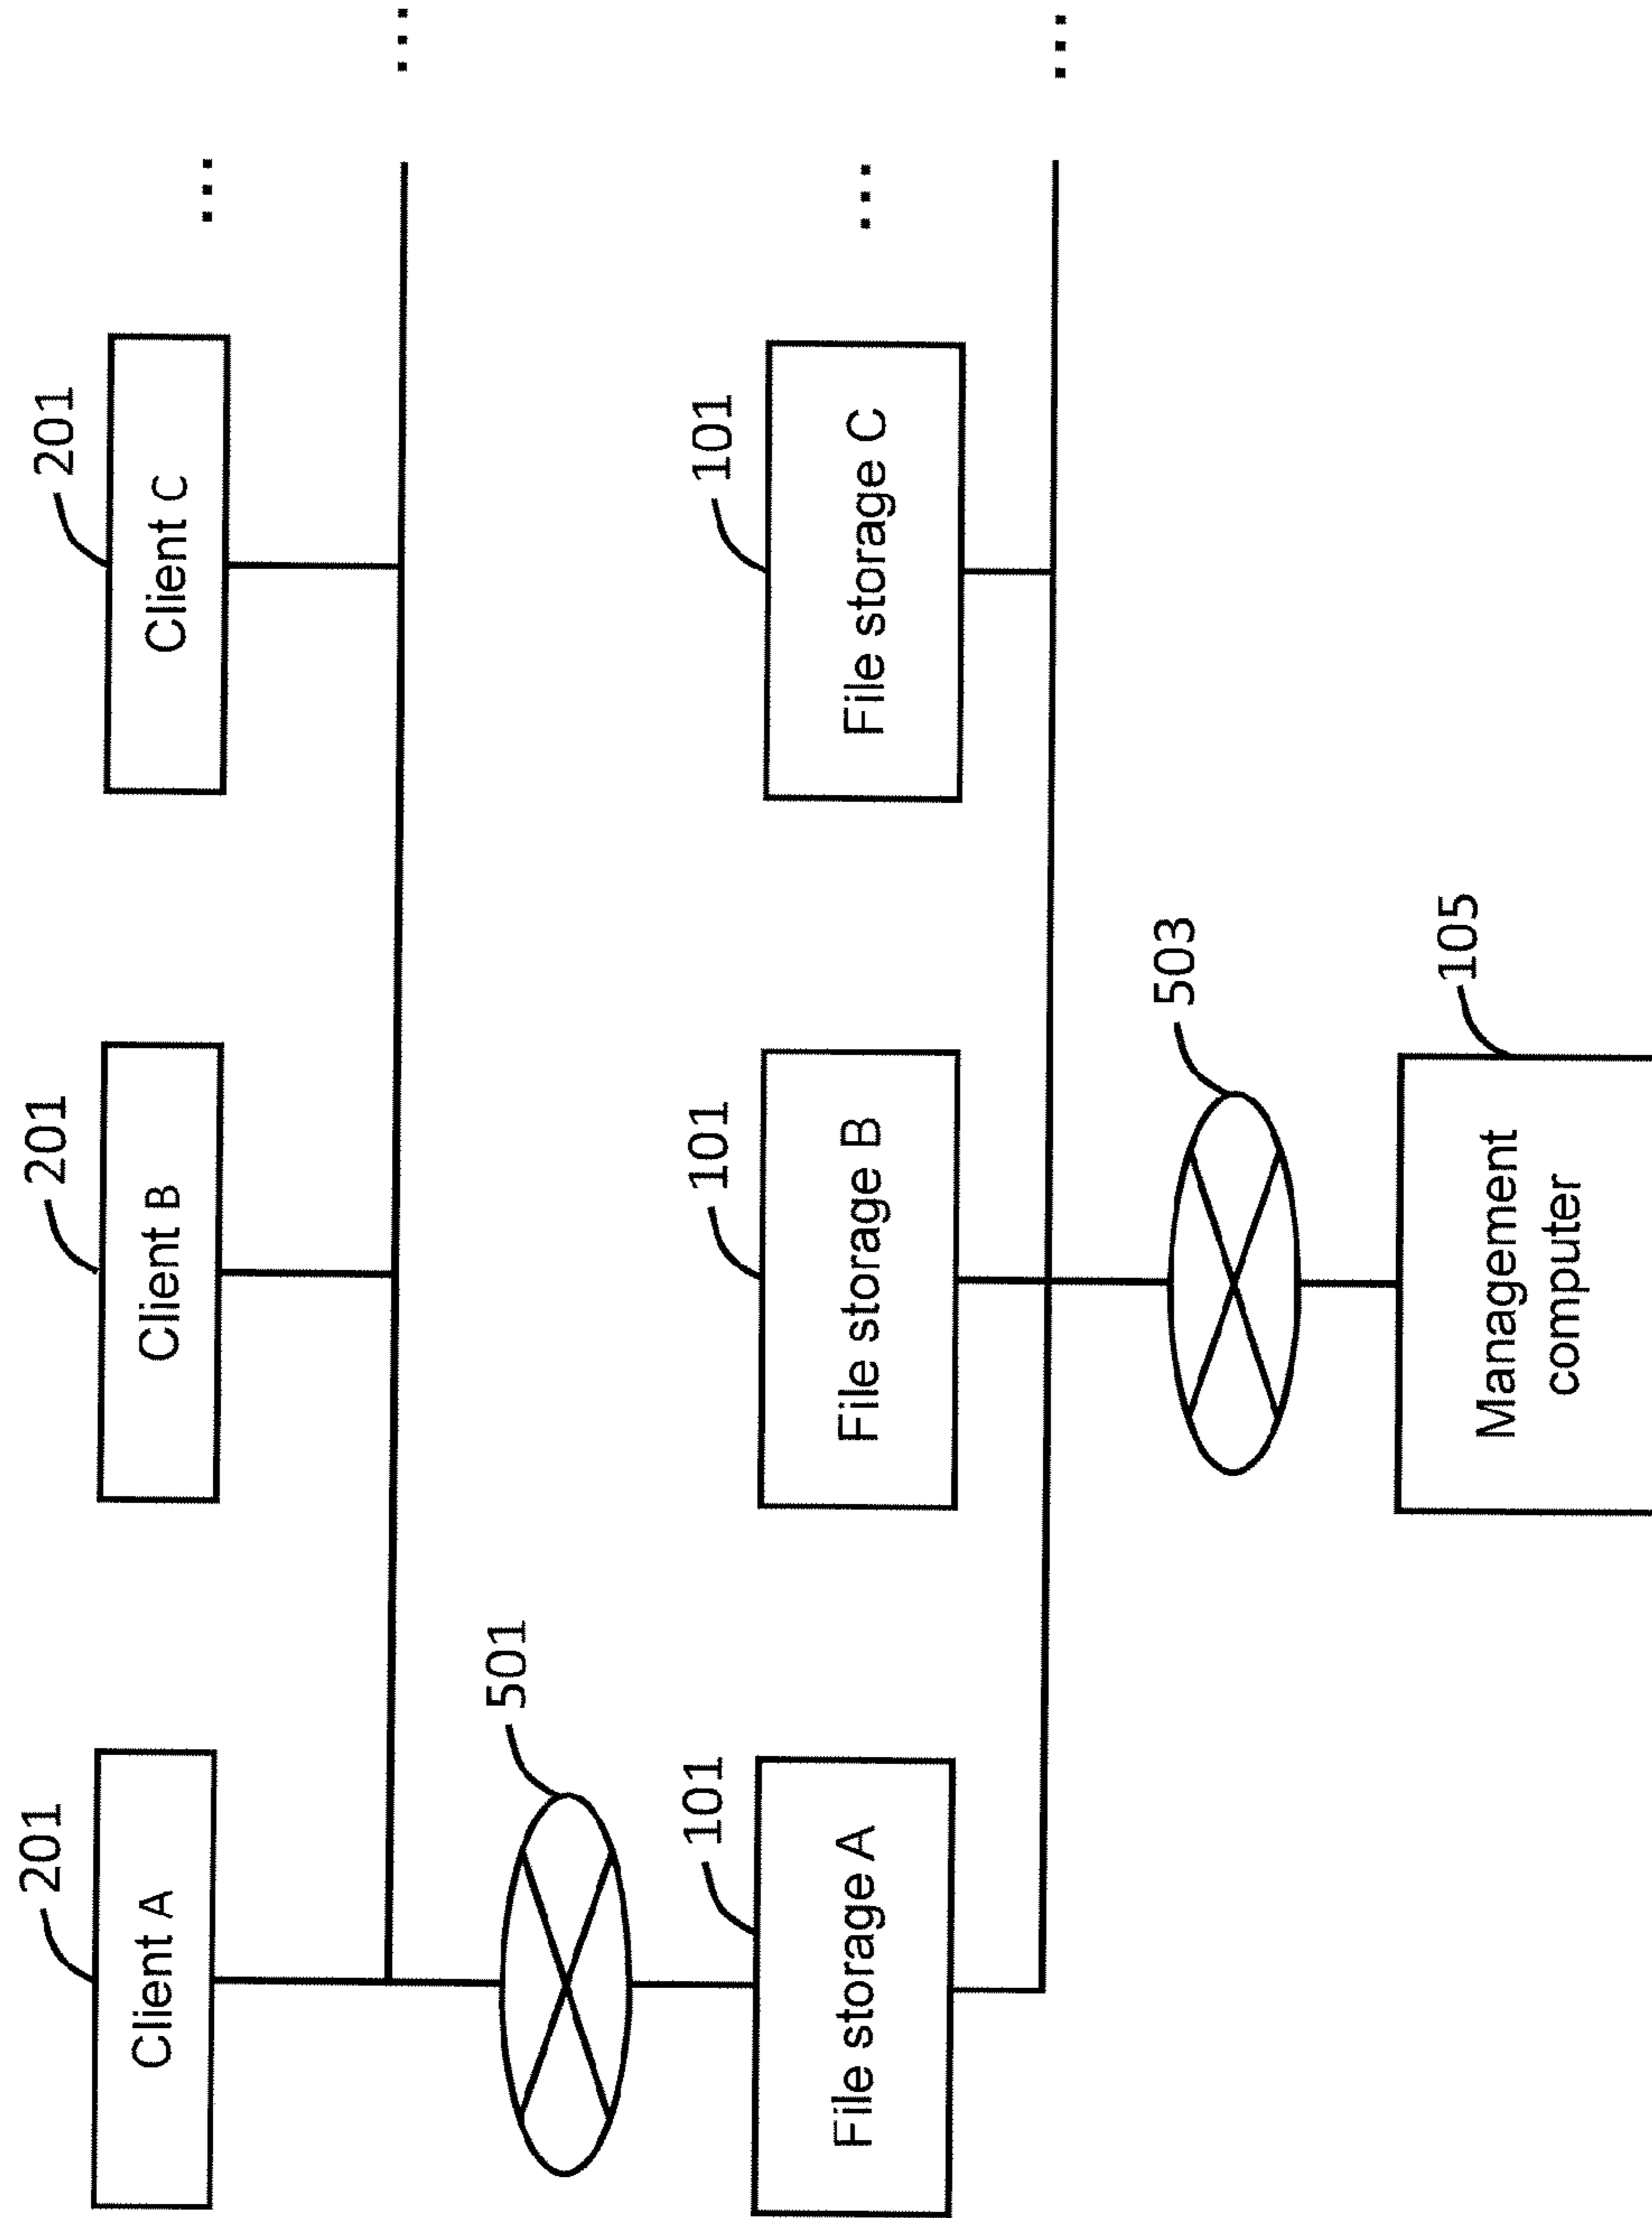 201
Client A
201
Client B
201
Client C
...
...
501
101
File storage A
101
File storage B
101
File storage C
...
...
503
105
Management
computer